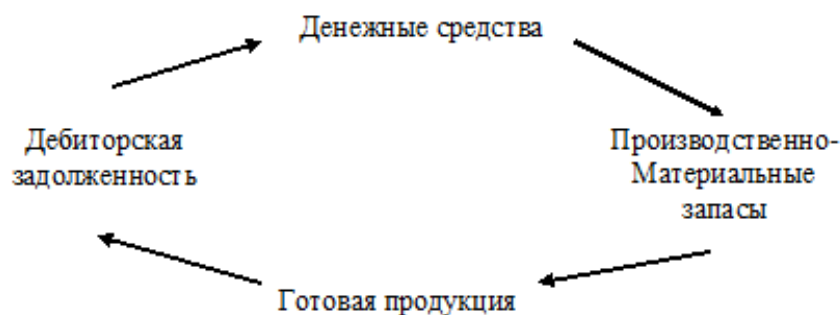 Денежные средства
Дебиторская
задолженность
Производственно-
Материальные
запасы
Готовая продукция